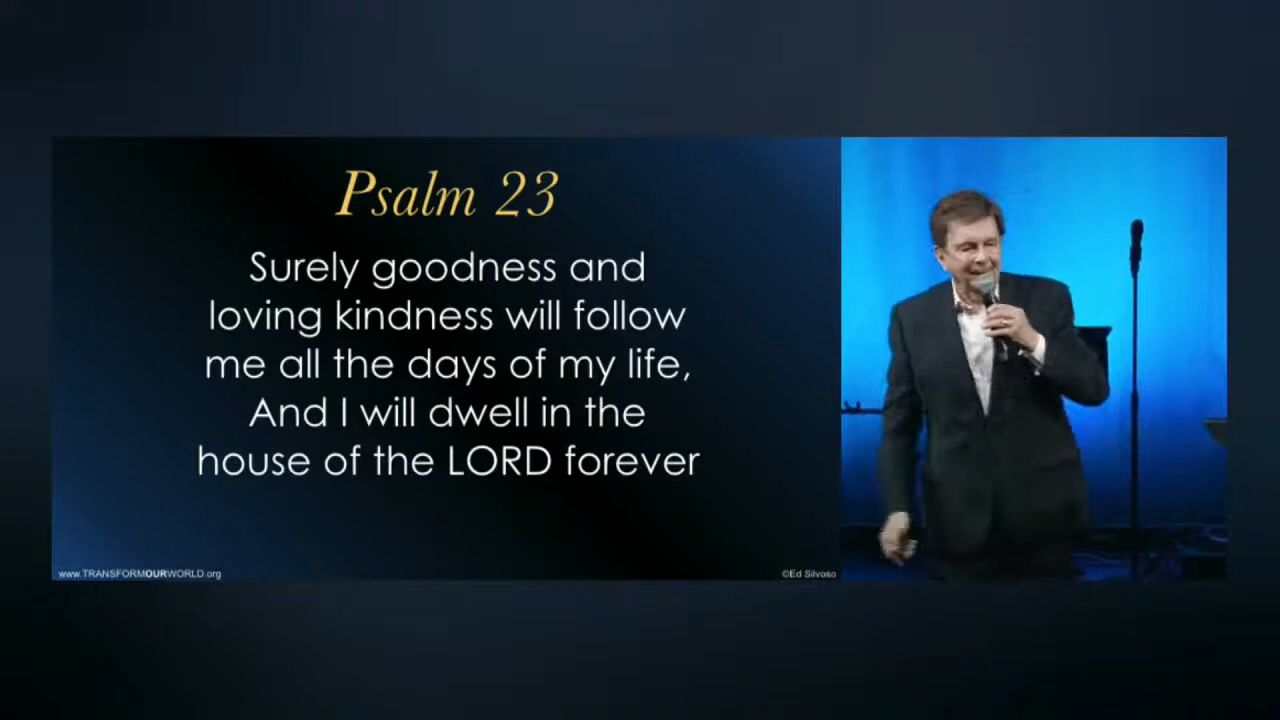 Psalm 23
Surely goodness and
loving kindness will follow
me all the days of my life,
And I will dwell in the
house of the LORD forever
www.TRANSFORMOURWORLD.org
©Ed Silvoso